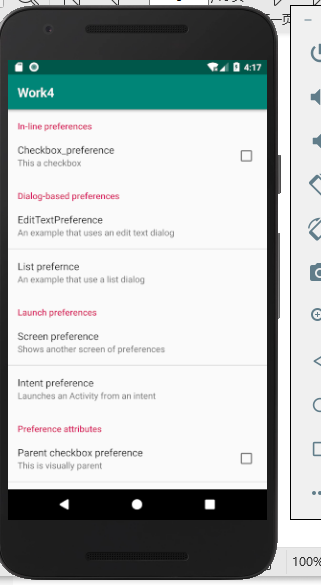 4:17
Work4
In-line preferences
Checkbox_preference
This a checkbox
Dialog-based preferences
EditTextPreference
An example that uses an edit text dialog
List prefernce
An example that use a list dialog
Launch preferences
Screen preference
Shows another screen of preferences
Intent preference
Launches an Activity from an intent
Preference attributes
Parent checkbox preference
This is visually parent
100%